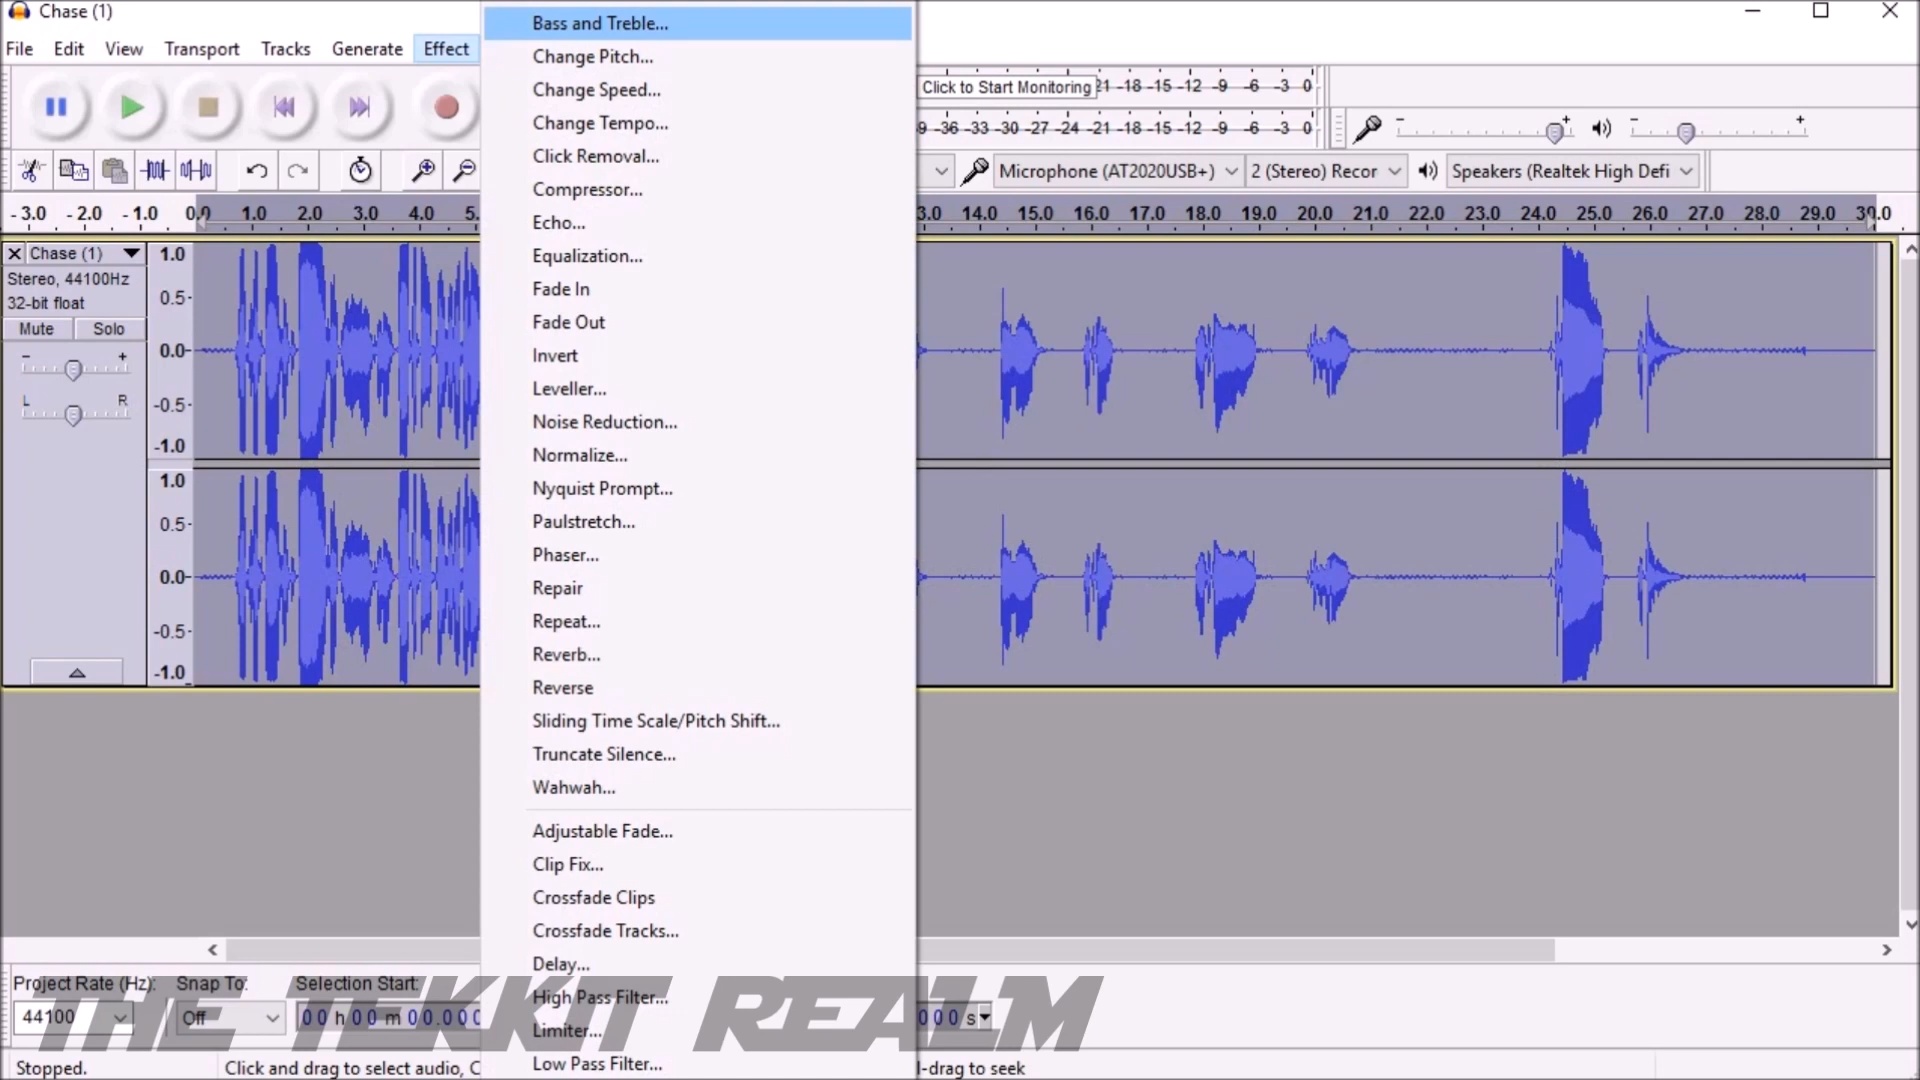 Chase (1)
File Edit View Transport Tracks Generate Effect
Bass and Treble...
Change Pitch...
Change Speed...
Change Tempo...
Click Removal...
Compressor...
Echo...
Equalization...
Fade In
Fade Out
Invert
Leveller...
Noise Reduction...
Normalize...
Nyquist Prompt...
Paulstretch...
Phaser...
Repair
Repeat...
Reverb...
Reverse
Sliding Time Scale/Pitch Shift...
Truncate Silence...
Wahwah...
Adjustable Fade...
Clip Fix...
Crossfade Clips
Crossfade Tracks...
Delay...
High Pass Filter...
Limiter...
Low Pass Filter...
Click to Start Monitoring 21 -18 -15 -12 -9 -6 -3 0
-36 -33 -30 -27 -24 -21 -18 -15 -12 -9 -6 -3 0
Microphone (AT2020USB+) 2 (Stereo) Recor Speakers (Realtek High Defi
-3.0 -2.0 -1.0 0.0 1.0 2.0 3.0 4.0 5. 3.0 14.0 15.0 16.0 17.0 18.0 19.0 20.0 21.0 22.0 23.0 24.0 25.0 26.0 27.0 28.0 29.0 30.0
Chase (1)
Stereo, 44100Hz
32-bit float
Mute Solo
- +
L R
1.0
0.5
0.0
-0.5
-1.0
1.0
0.5
0.0
-0.5
-1.0
Project Rate (Hz): Snap To: Selection Start:
44100 Off 00 h 00 m 00.000 000 s
THE TEKKIT REALM
Stopped. Click and drag to select audio, C l-drag to seek